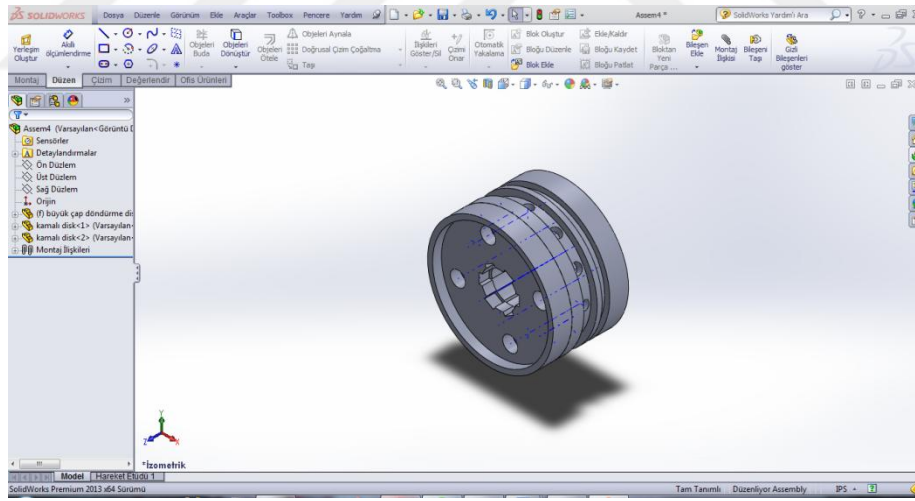 SOLIDWORKS Dosya Düzenle Görünüm Ekle Araçlar Toolbox Pencere Yardım Assem4 * SolidWorks Yardım'ı Ara
Yerleşim Oluştur
Akıllı ölçümlendirme
Objeleri Buda
Objeleri Dönüştür
Objeleri Ötele
Objeleri Aynala
Doğrusal Çizim Çoğaltma
Taşı
İlişkileri Göster/Sil
Çizimi Onar
Otomatik Yakalama
Blok Oluştur
Bloğu Düzenle
Blok Ekle
Ekle/Kaldır
Bloğu Kaydet
Bloğu Patlat
Bloktan Yeni Parça ...
Bileşen Ekle
Montaj İlişkisi
Bileşeni Taşı
Gizli Bileşenleri göster
Montaj Düzen Çizim Değerlendir Ofis Ürünleri
Assem4 (Varsayılan<Görüntü D
Sensörler
Detaylandırmalar
Ön Düzlem
Üst Düzlem
Sağ Düzlem
Orijin
(f) büyük çap döndürme di
kamalı disk<1> (Varsayılan
kamalı disk<2> (Varsayılan
Montaj İlişkileri
Y
Z
X
*İzometrik
Model Hareket Etüdü 1
SolidWorks Premium 2013 x64 Sürümü Tam Tanımlı Düzenliyor Assembly IPS